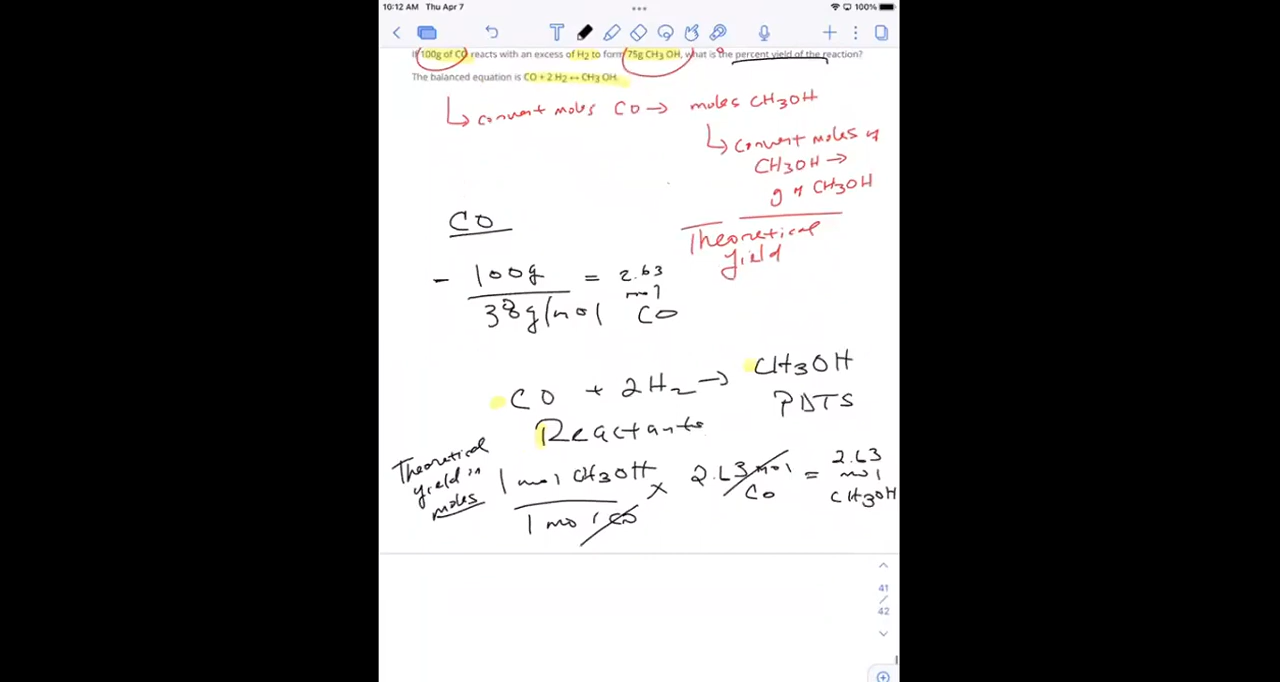 10:12 AM Thu Apr 7
100%
If 100g of CO reacts with an excess of H2 to form 75g CH3 OH, what is the percent yield of the reaction?
The balanced equation is CO + 2 H2 ↔ CH3 OH.
convert moles CO → moles CH3OH
convert moles of
CH3OH →
g of CH3OH
Theoretical
yield
CO
- 100g = 2.63
38g/mol mol
CO
CO + 2H2 → CH3OH
Reactants PDTS
Theoretical
yield in
moles
1 mol CH3OH x 2.63 mol CO = 2.63
1 mol CO mol
CH3OH
41
/
42